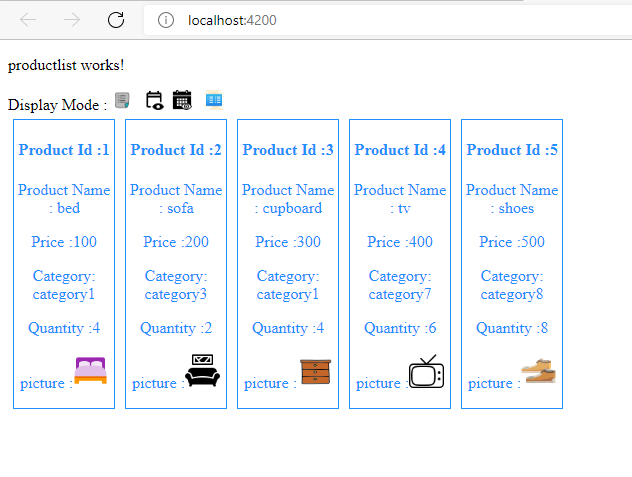 localhost:4200
productlist works!
Display Mode :
Product Id :1
Product Name
: bed
Price :100
Category:
category1
Quantity :4
picture :
Product Id :2
Product Name
: sofa
Price :200
Category:
category3
Quantity :2
picture :
Product Id :3
Product Name
: cupboard
Price :300
Category:
category1
Quantity :4
picture :
Product Id :4
Product Name
: tv
Price :400
Category:
category7
Quantity :6
picture :
Product Id :5
Product Name
: shoes
Price :500
Category:
category8
Quantity :8
picture :